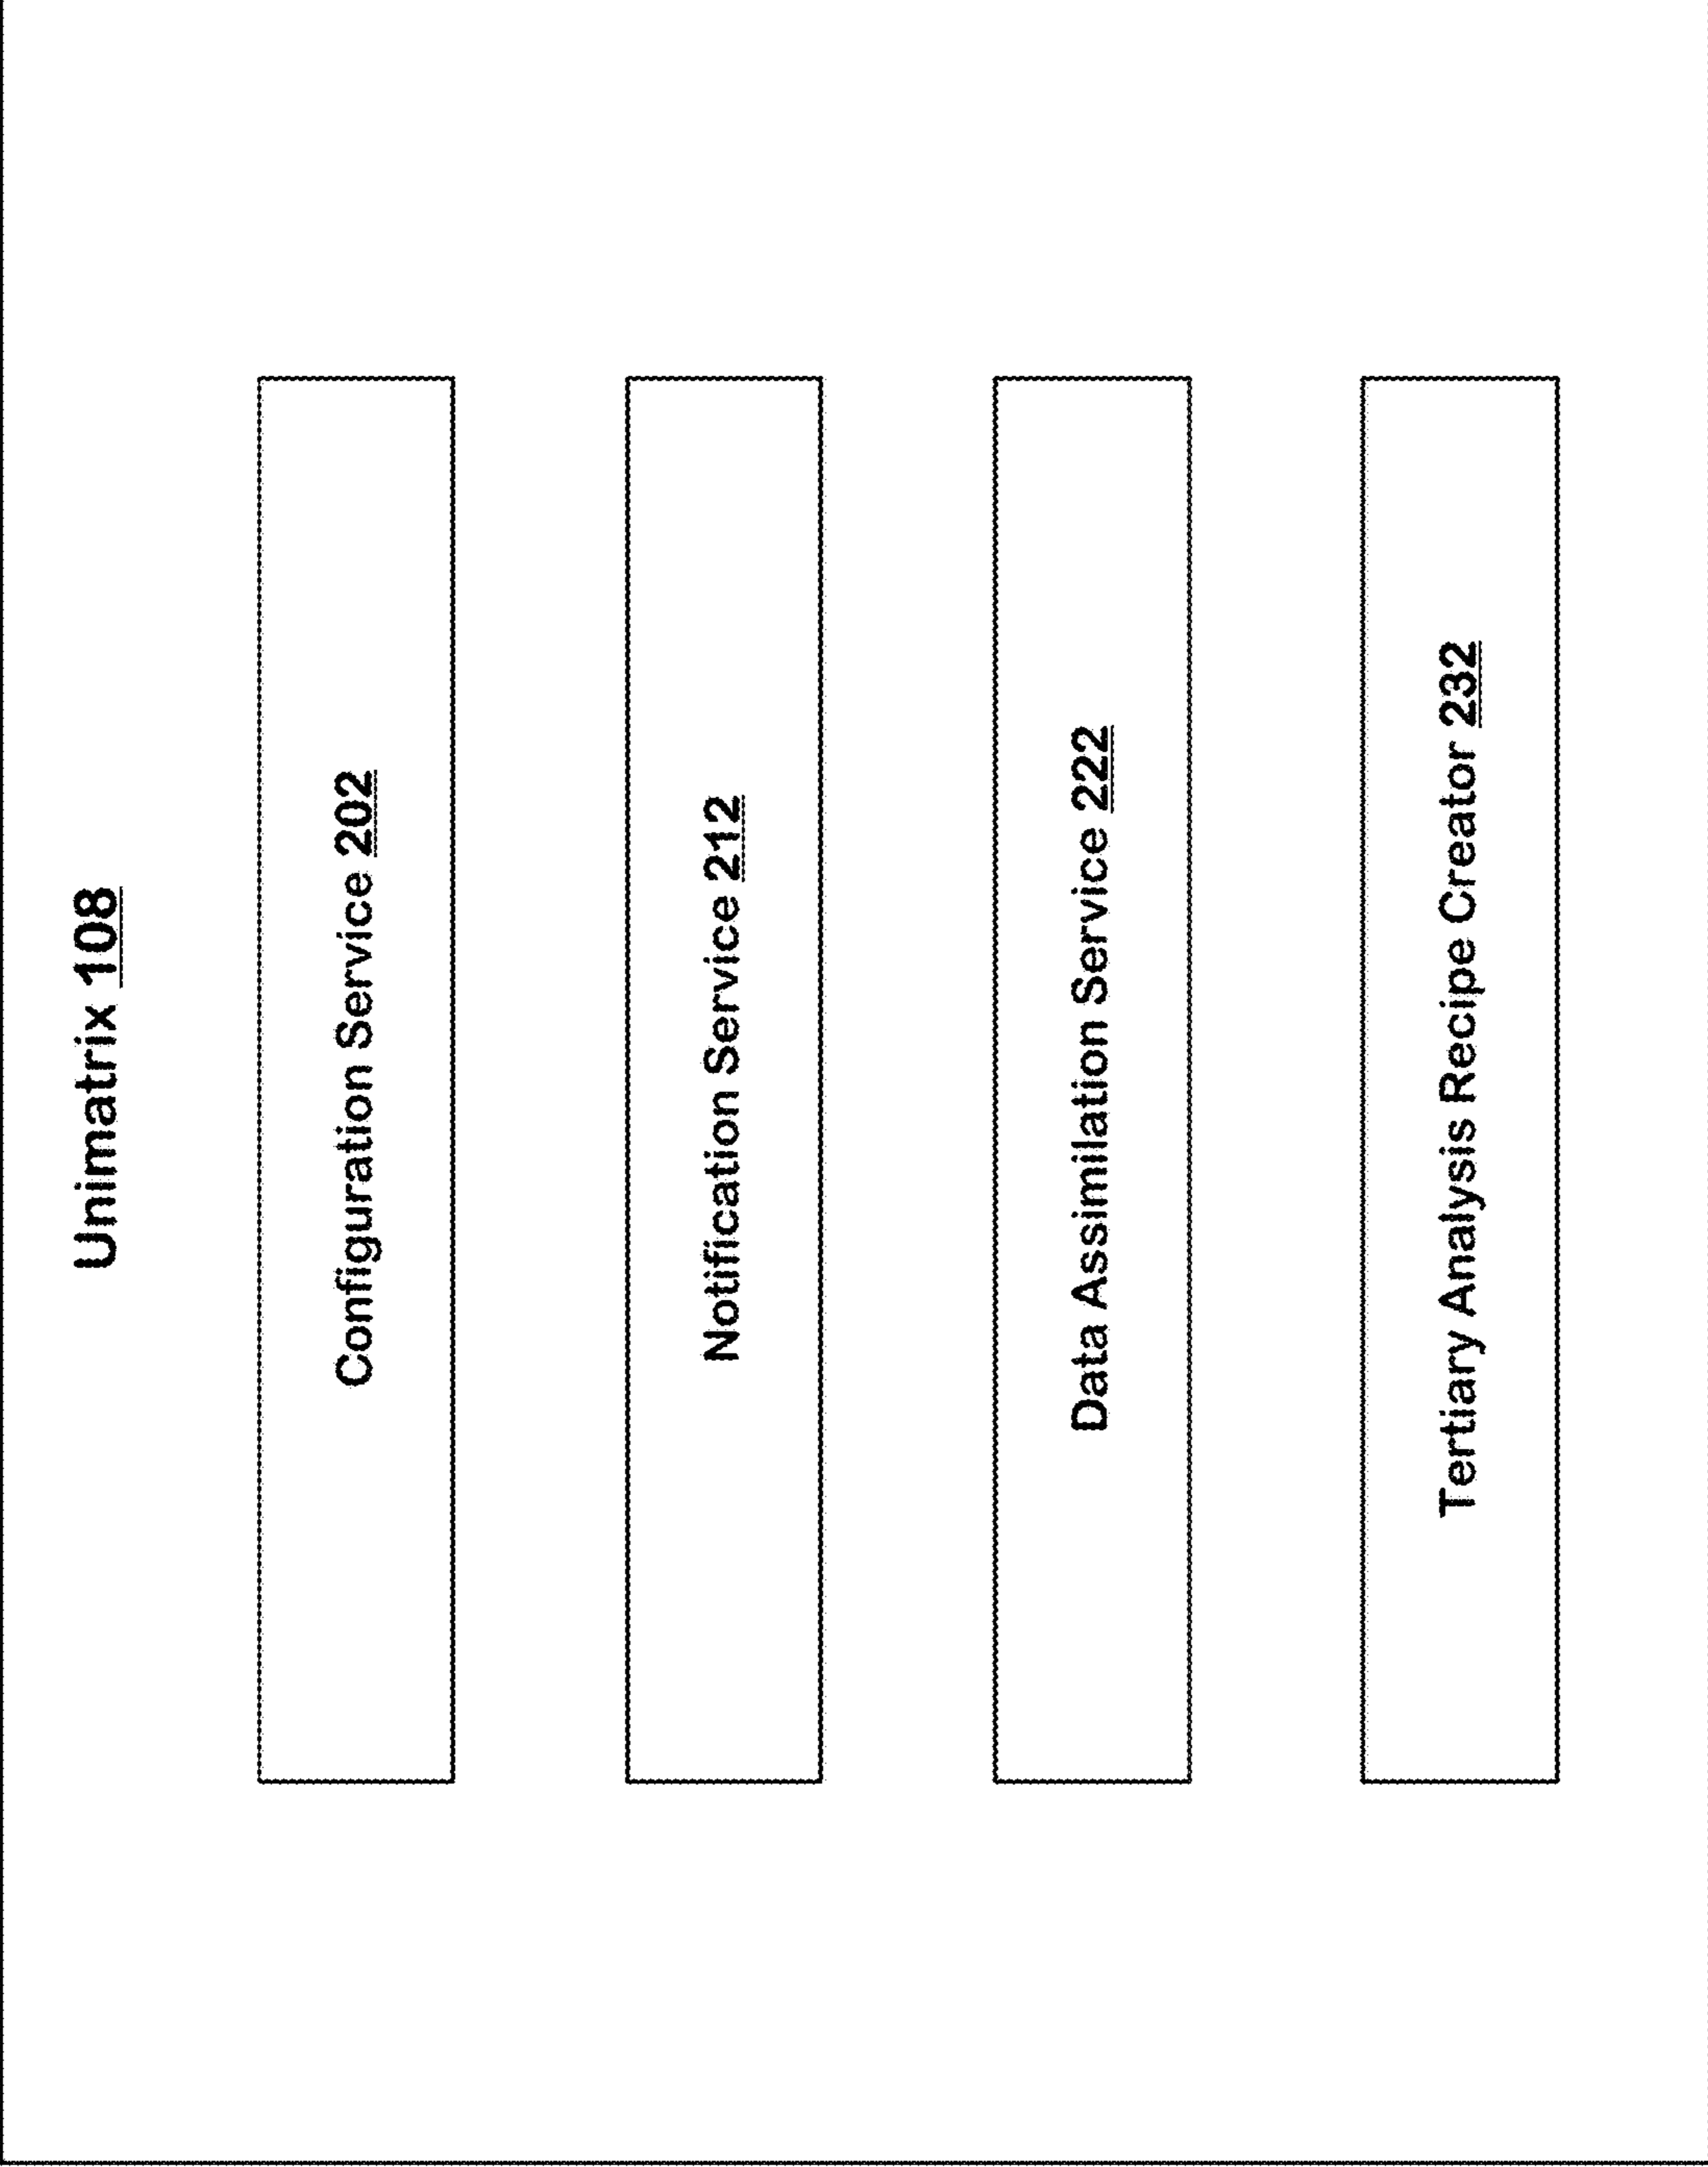 Unimatrix 108
Configuration Service 202
Notification Service 212
Data Assimilation Service 222
Tertiary Analysis Recipe Creator 232